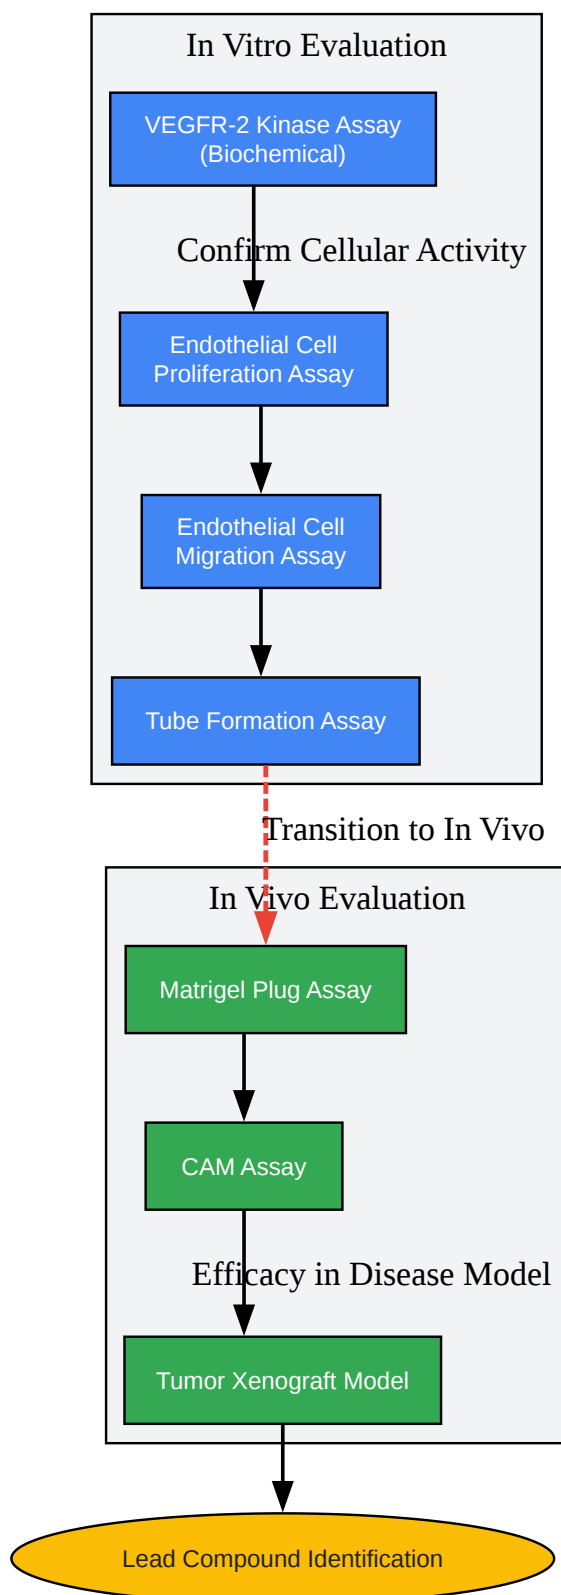 In Vitro Evaluation
VEGFR-2 Kinase Assay
(Biochemical)
Confirm Cellular Activity
Endothelial Cell
Proliferation Assay
Endothelial Cell
Migration Assay
Tube Formation Assay
Transition to In Vivo
In Vivo Evaluation
Matrigel Plug Assay
CAM Assay
Efficacy in Disease Model
Tumor Xenograft Model
Lead Compound Identification